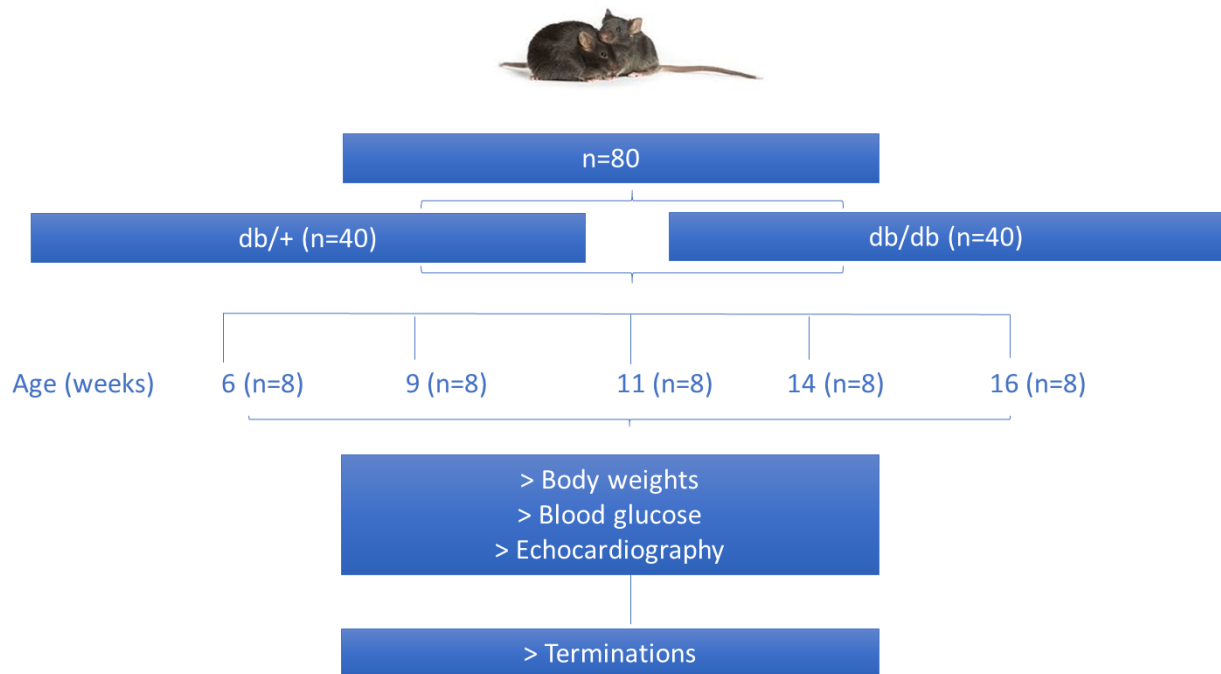 n=80
db/+ (n=40)
db/db (n=40)
Age (weeks)
6 (n=8)
9 (n=8)
11 (n=8)
14 (n=8)
16 (n=8)
> Body weights
> Blood glucose
> Echocardiography
> Terminations